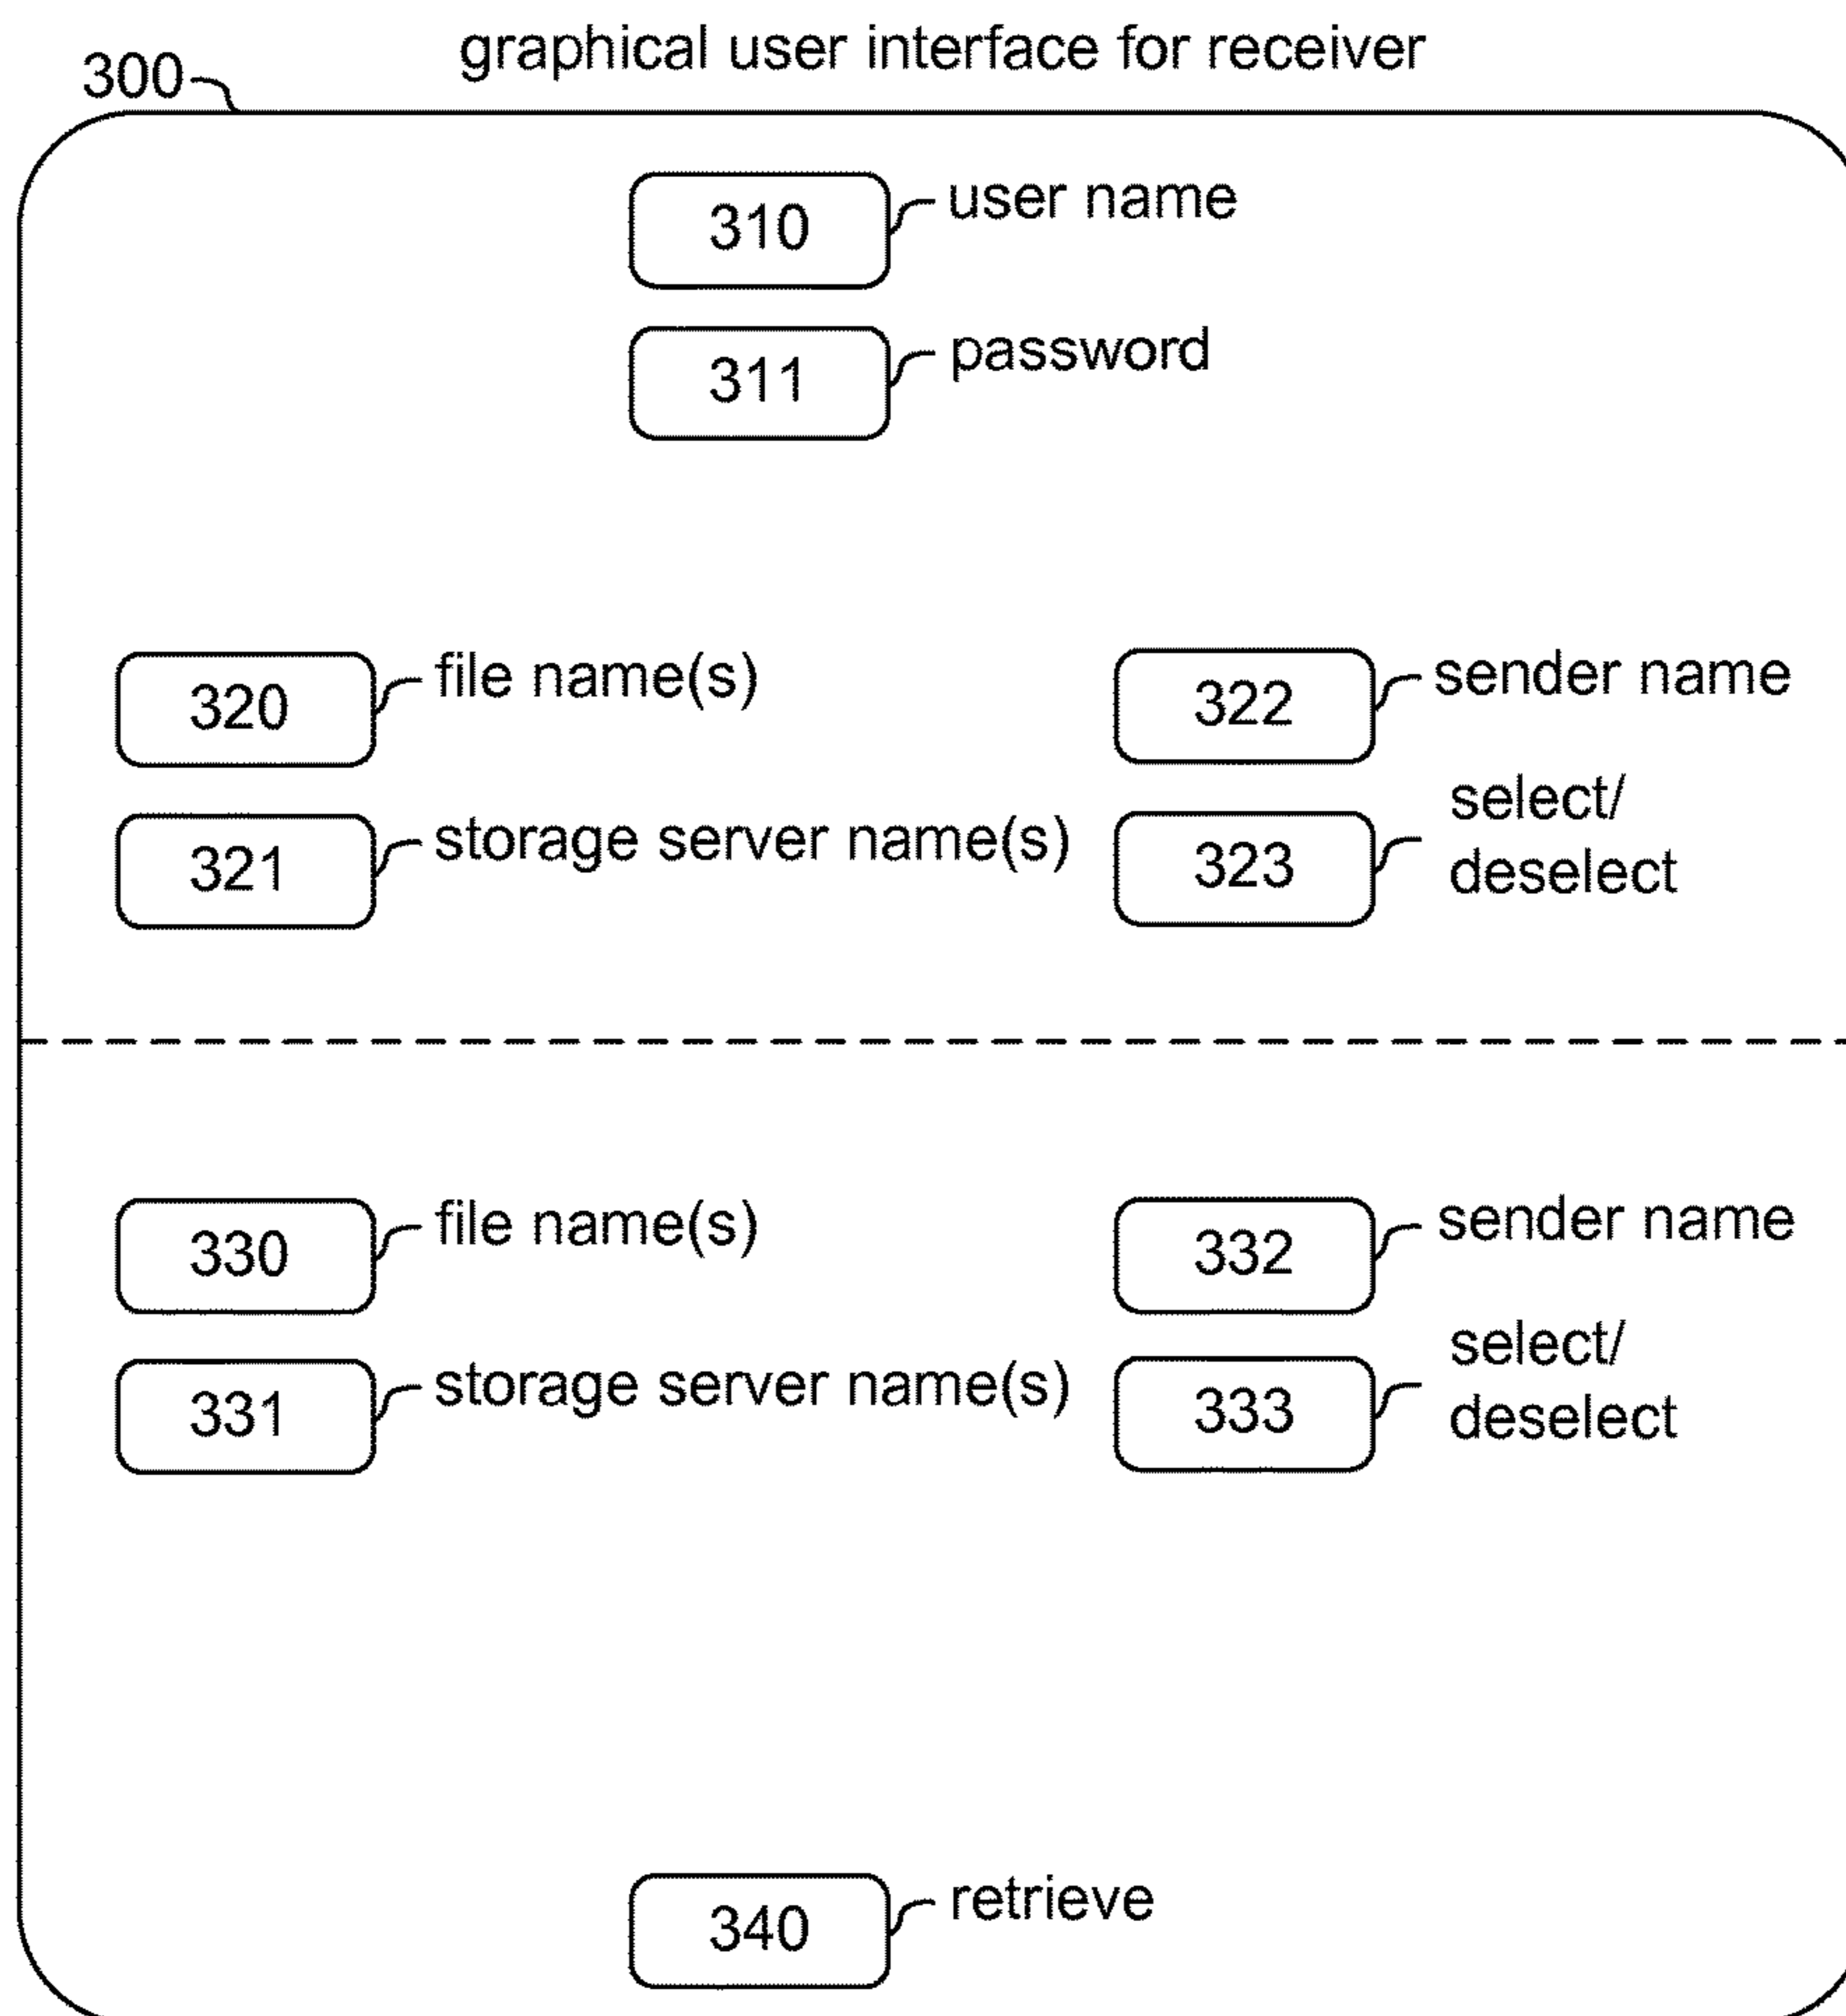 graphical user interface for receiver
300
310 user name
311 password
320 file name(s) 322 sender name
321 storage server name(s) 323 select/
deselect
330 file name(s) 332 sender name
331 storage server name(s) 333 select/
deselect
340 retrieve